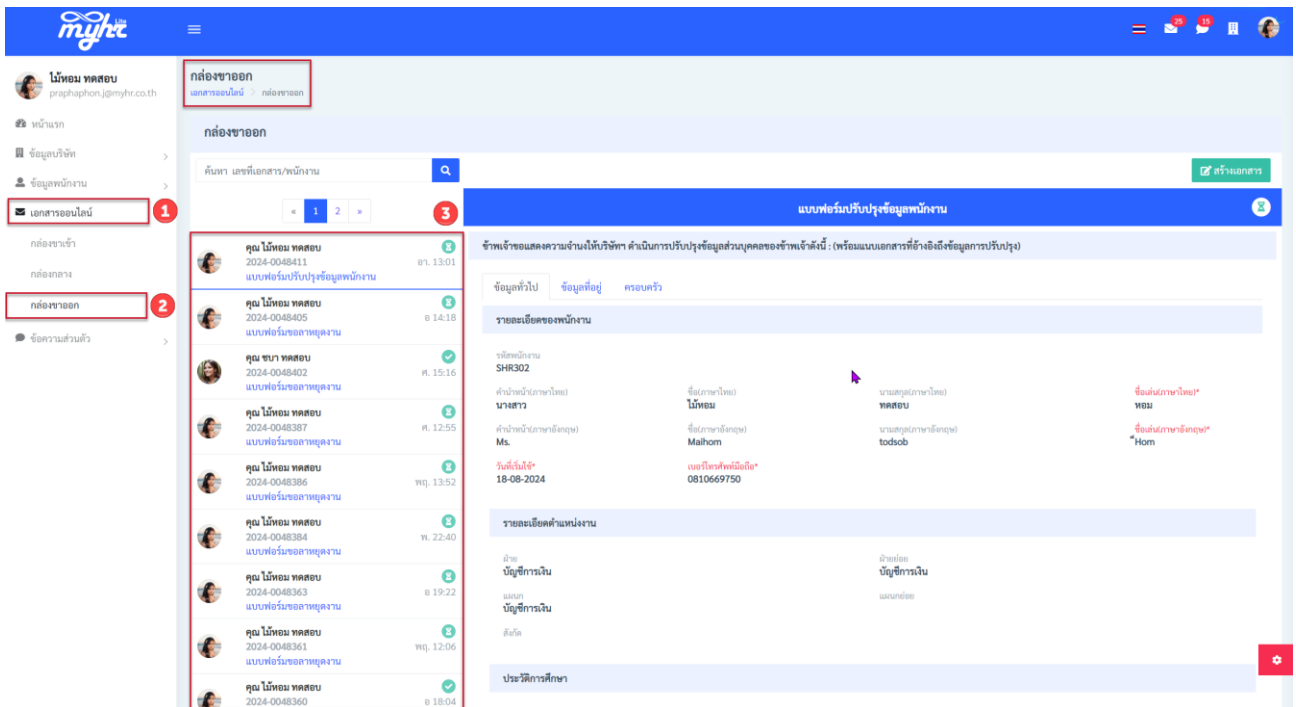 myhr Lite
25
15
ไม้หอม ทดสอบ
praphaphon.j@myhr.co.th
หน้าแรก
ข้อมูลบริษัท
ข้อมูลพนักงาน
เอกสารออนไลน์
1
กล่องขาเข้า
กล่องกลาง
กล่องขาออก
2
ข้อความส่วนตัว
กล่องขาออก
เอกสารออนไลน์ > กล่องขาออก
กล่องขาออก
ค้นหา เลขที่เอกสาร/พนักงาน
สร้างเอกสาร
« 1 2 »
3
คุณ ไม้หอม ทดสอบ
2024-0048411 อา. 13:01
แบบฟอร์มปรับปรุงข้อมูลพนักงาน
คุณ ไม้หอม ทดสอบ
2024-0048405 อ 14:18
แบบฟอร์มขอลาหยุดงาน
คุณ ชบา ทดสอบ
2024-0048402 ศ. 15:16
แบบฟอร์มขอลาหยุดงาน
คุณ ไม้หอม ทดสอบ
2024-0048387 ศ. 12:55
แบบฟอร์มขอลาหยุดงาน
คุณ ไม้หอม ทดสอบ
2024-0048386 พฤ. 13:52
แบบฟอร์มขอลาหยุดงาน
คุณ ไม้หอม ทดสอบ
2024-0048384 พ. 22:40
แบบฟอร์มขอลาหยุดงาน
คุณ ไม้หอม ทดสอบ
2024-0048363 อ 19:22
แบบฟอร์มขอลาหยุดงาน
คุณ ไม้หอม ทดสอบ
2024-0048361 พฤ. 12:06
แบบฟอร์มขอลาหยุดงาน
คุณ ไม้หอม ทดสอบ
2024-0048360 อ 18:04
แบบฟอร์มปรับปรุงข้อมูลพนักงาน
ข้าพเจ้าขอแสดงความจำนงให้บริษัทฯ ดำเนินการปรับปรุงข้อมูลส่วนบุคคลของข้าพเจ้าดังนี้ : (พร้อมแนบเอกสารที่อ้างอิงถึงข้อมูลการปรับปรุง)
ข้อมูลทั่วไป ข้อมูลที่อยู่ ครอบครัว
รายละเอียดของพนักงาน
รหัสพนักงาน
SHR302
คำนำหน้า(ภาษาไทย) ชื่อ(ภาษาไทย) นามสกุล(ภาษาไทย) ชื่อเล่น(ภาษาไทย)*
นางสาว ไม้หอม ทดสอบ หอม
คำนำหน้า(ภาษาอังกฤษ) ชื่อ(ภาษาอังกฤษ) นามสกุล(ภาษาอังกฤษ) ชื่อเล่น(ภาษาอังกฤษ)*
Ms. Maihom todsob ็Hom
วันที่เริ่มใช้* เบอร์โทรศัพท์มือถือ*
18-08-2024 0810669750
รายละเอียดตำแหน่งงาน
ฝ่าย ฝ่ายย่อย
บัญชีการเงิน บัญชีการเงิน
แผนก แผนกย่อย
บัญชีการเงิน
สังกัด
ประวัติการศึกษา